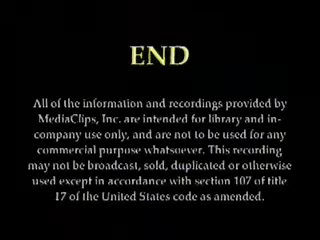 END
All of the information and recordings provided by
MediaClips, Inc. are intended for library and in-
company use only, and are not to be used for any
commercial purpose whatsoever. This recording
may not be broadcast, sold, duplicated or otherwise
used except in accordance with section 107 of title
17 of the United States code as amended.